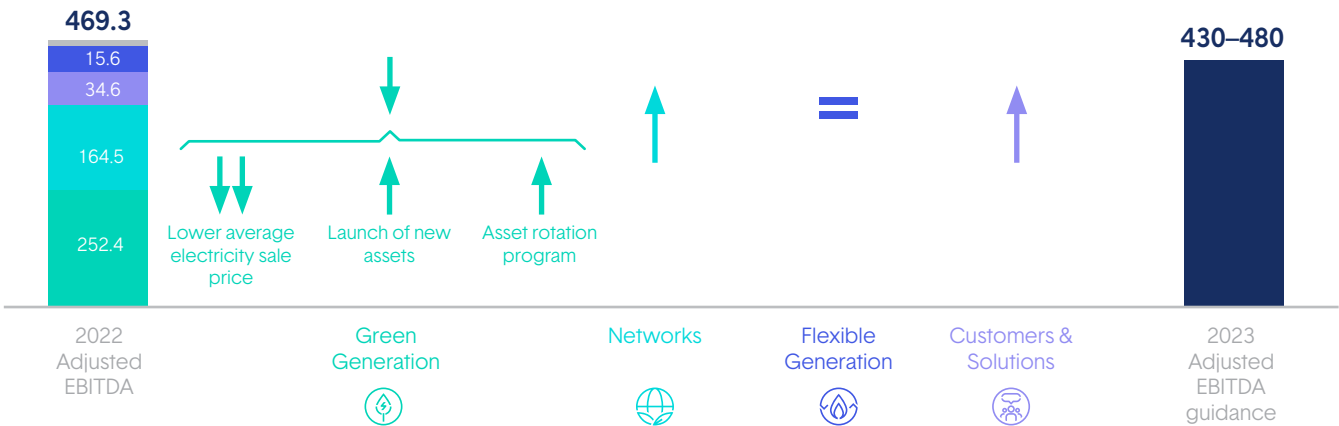 469.3
15.6
34.6
164.5
252.4
430–480
Lower average
electricity sale
price
Launch of new
assets
Asset rotation
program
2022
Adjusted
EBITDA
Green
Generation
Networks
Flexible
Generation
Customers &
Solutions
2023
Adjusted
EBITDA
guidance